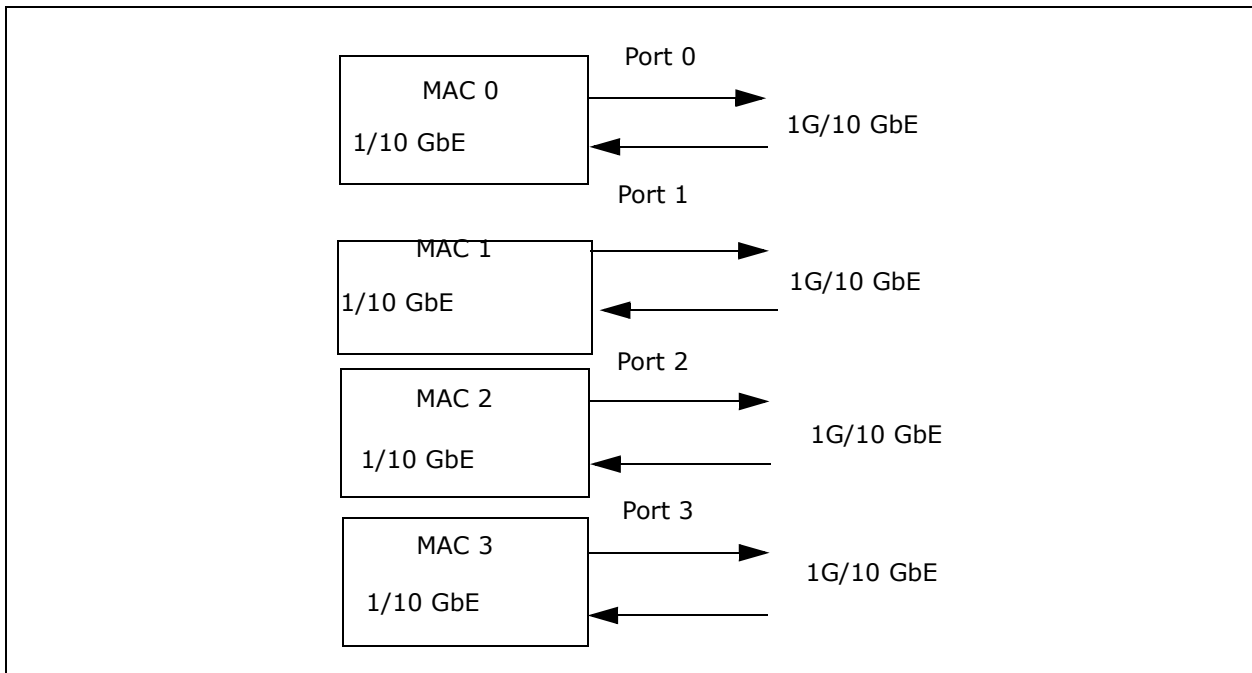 Port 0
MAC 0
1G/10 GbE
1/10 GbE
Port 1
MAC 1
1G/10 GbE
1/10 GbE
Port 2
MAC 2
1G/10 GbE
1/10 GbE
Port 3
MAC 3
1G/10 GbE
1/10 GbE